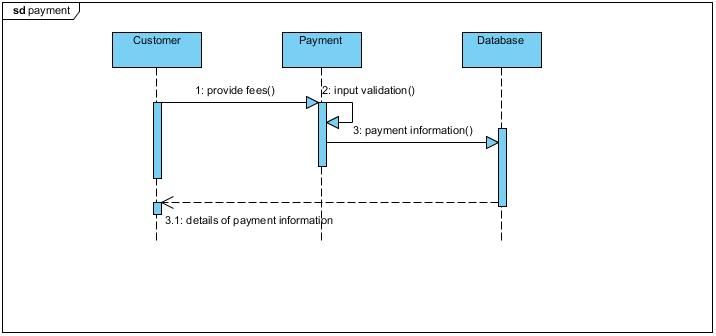 sd payment
Customer
Payment
Database
1: provide fees()
2: input validation()
3: payment information()
3.1: details of payment information